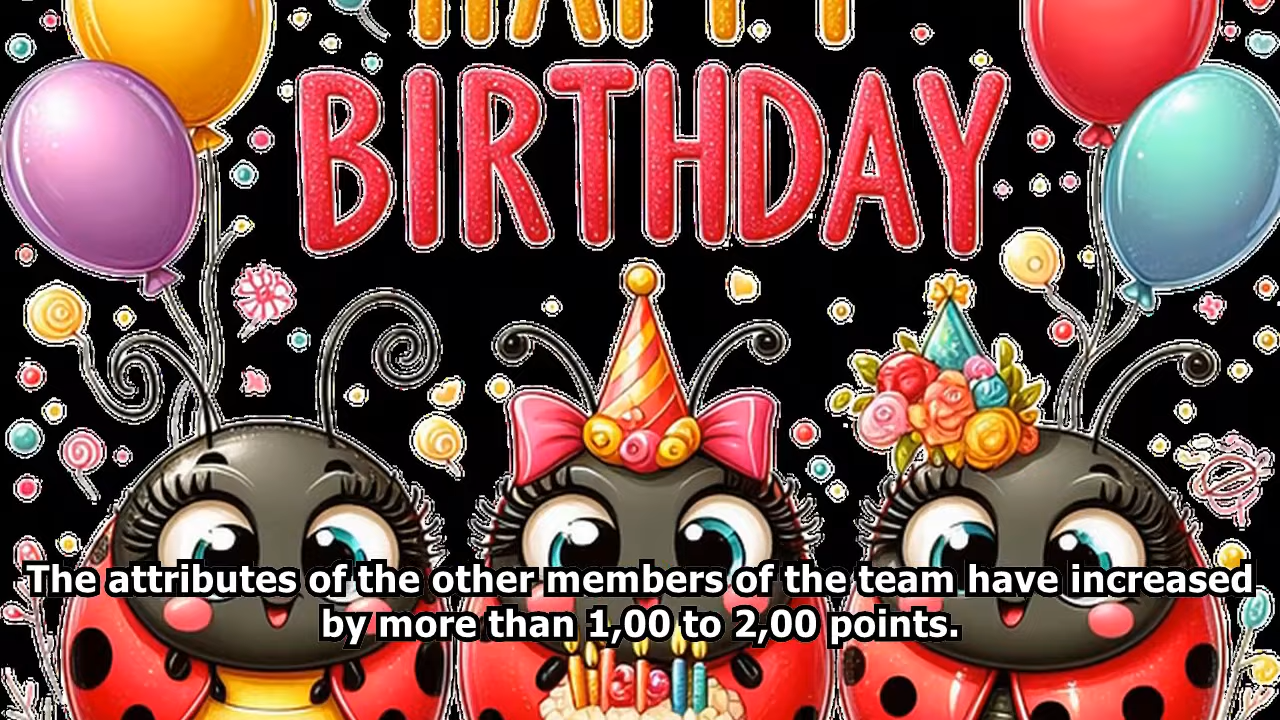 HAPPY
BIRTHDAY
The attributes of the other members of the team have increased
by more than 1,00 to 2,00 points.